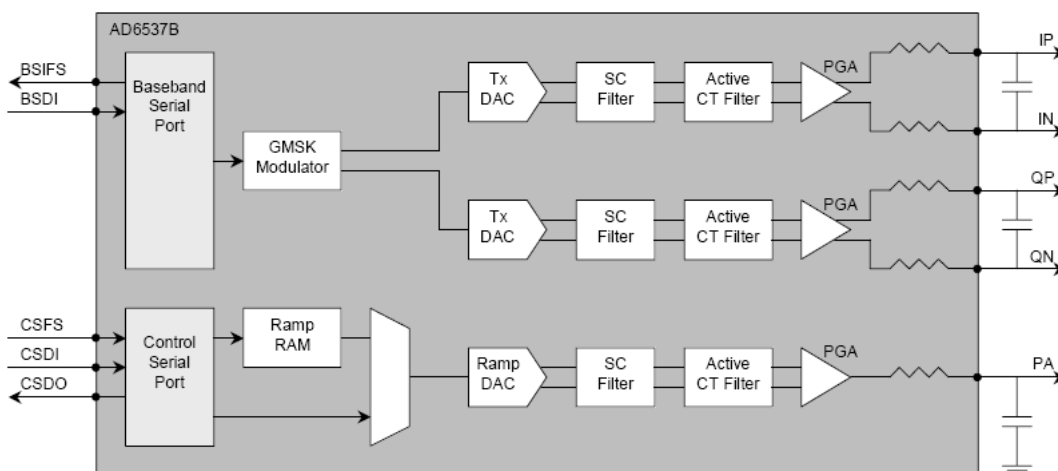 AD6537B
BSIFS
BSDI
Baseband
Serial
Port
GMSK
Modulator
Tx
DAC
SC
Filter
Active
CT Filter
PGA
IP
IN
Tx
DAC
SC
Filter
Active
CT Filter
PGA
QP
QN
CSFS
CSDI
CSDO
Control
Serial
Port
Ramp
RAM
Ramp
DAC
SC
Filter
Active
CT Filter
PGA
PA